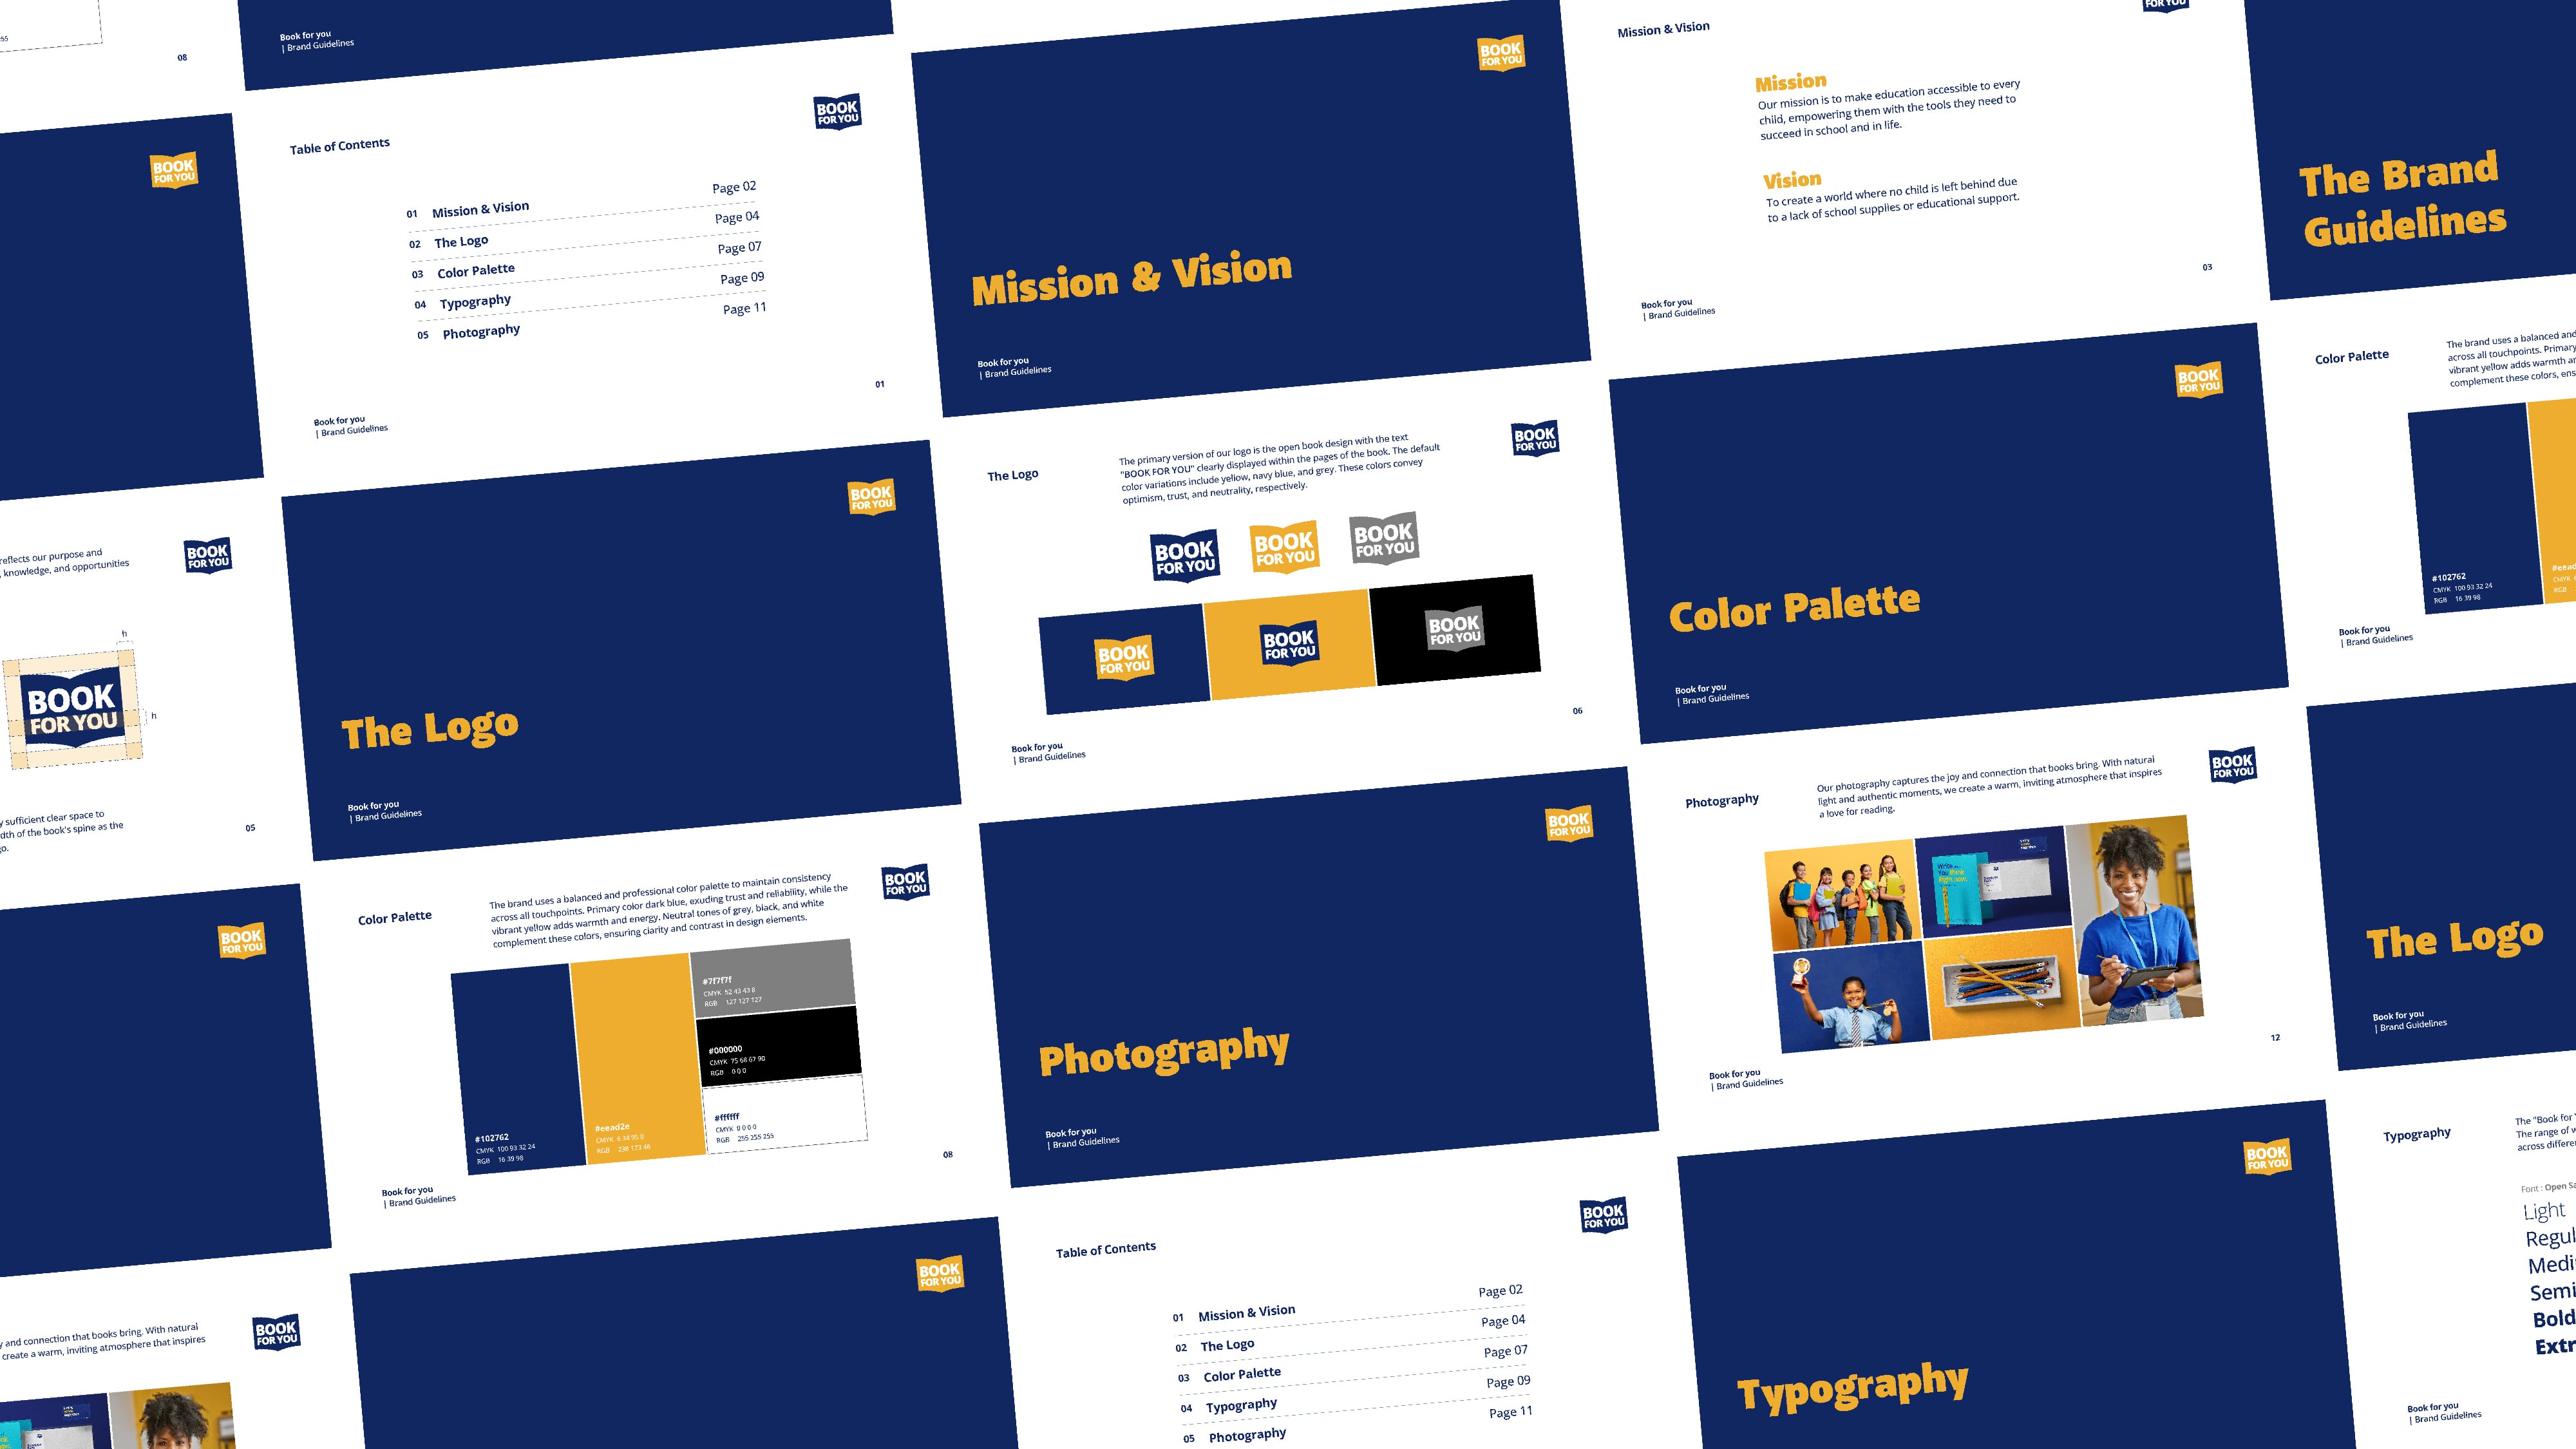 55
08
Book for you
| Brand Guidelines
BOOK
FOR YOU
Table of Contents
BOOK
FOR YOU
01 Mission & Vision Page 02
02 The Logo Page 04
03 Color Palette Page 07
04 Typography Page 09
05 Photography Page 11
01
Book for you
| Brand Guidelines
BOOK
FOR YOU
Mission & Vision
Book for you
| Brand Guidelines
Mission & Vision
FOR YOU
Mission
Our mission is to make education accessible to every
child, empowering them with the tools they need to
succeed in school and in life.
Vision
To create a world where no child is left behind due
to a lack of school supplies or educational support.
03
Book for you
| Brand Guidelines
The Brand
Guidelines
reflects our purpose and
, knowledge, and opportunities
BOOK
FOR YOU
h
BOOK
FOR YOU
h
y sufficient clear space to
dth of the book's spine as the
go.
05
BOOK
FOR YOU
The Logo
Book for you
| Brand Guidelines
The Logo
The primary version of our logo is the open book design with the text
"BOOK FOR YOU" clearly displayed within the pages of the book. The default
color variations include yellow, navy blue, and grey. These colors convey
optimism, trust, and neutrality, respectively.
BOOK
FOR YOU
BOOK
FOR YOU
BOOK
FOR YOU
BOOK
FOR YOU
BOOK
FOR YOU
BOOK
FOR YOU
BOOK
FOR YOU
06
Book for you
| Brand Guidelines
BOOK
FOR YOU
Color Palette
Book for you
| Brand Guidelines
Color Palette
The brand uses a balanced and
across all touchpoints. Primary
vibrant yellow adds warmth an
complement these colors, ens
#102762
CMYK 100 93 32 24
RGB 16 39 98
#eead
CMYK
RGB
Book for you
| Brand Guidelines
BOOK
FOR YOU
Color Palette
The brand uses a balanced and professional color palette to maintain consistency
across all touchpoints. Primary color dark blue, exuding trust and reliability, while the
vibrant yellow adds warmth and energy. Neutral tones of grey, black, and white
complement these colors, ensuring clarity and contrast in design elements.
BOOK
FOR YOU
#102762
CMYK 100 93 32 24
RGB 16 39 98
#eead2e
CMYK 6 34 95 0
RGB 238 173 46
#7f7f7f
CMYK 52 43 43 8
RGB 127 127 127
#000000
CMYK 75 68 67 90
RGB 0 0 0
#ffffff
CMYK 0 0 0 0
RGB 255 255 255
08
Book for you
| Brand Guidelines
BOOK
FOR YOU
Photography
Book for you
| Brand Guidelines
Photography
Our photography captures the joy and connection that books bring. With natural
light and authentic moments, we create a warm, inviting atmosphere that inspires
a love for reading.
BOOK
FOR YOU
12
Book for you
| Brand Guidelines
The Logo
Book for you
| Brand Guidelines
y and connection that books bring. With natural
create a warm, inviting atmosphere that inspires
BOOK
FOR YOU
BOOK
FOR YOU
Table of Contents
BOOK
FOR YOU
01 Mission & Vision Page 02
02 The Logo Page 04
03 Color Palette Page 07
04 Typography Page 09
05 Photography Page 11
BOOK
FOR YOU
Typography
Typography
The "Book for
The range of w
across differe
Font : Open Sa
Light
Regul
Medi
Semi
Bold
Extr
Book for you
| Brand Guidelines